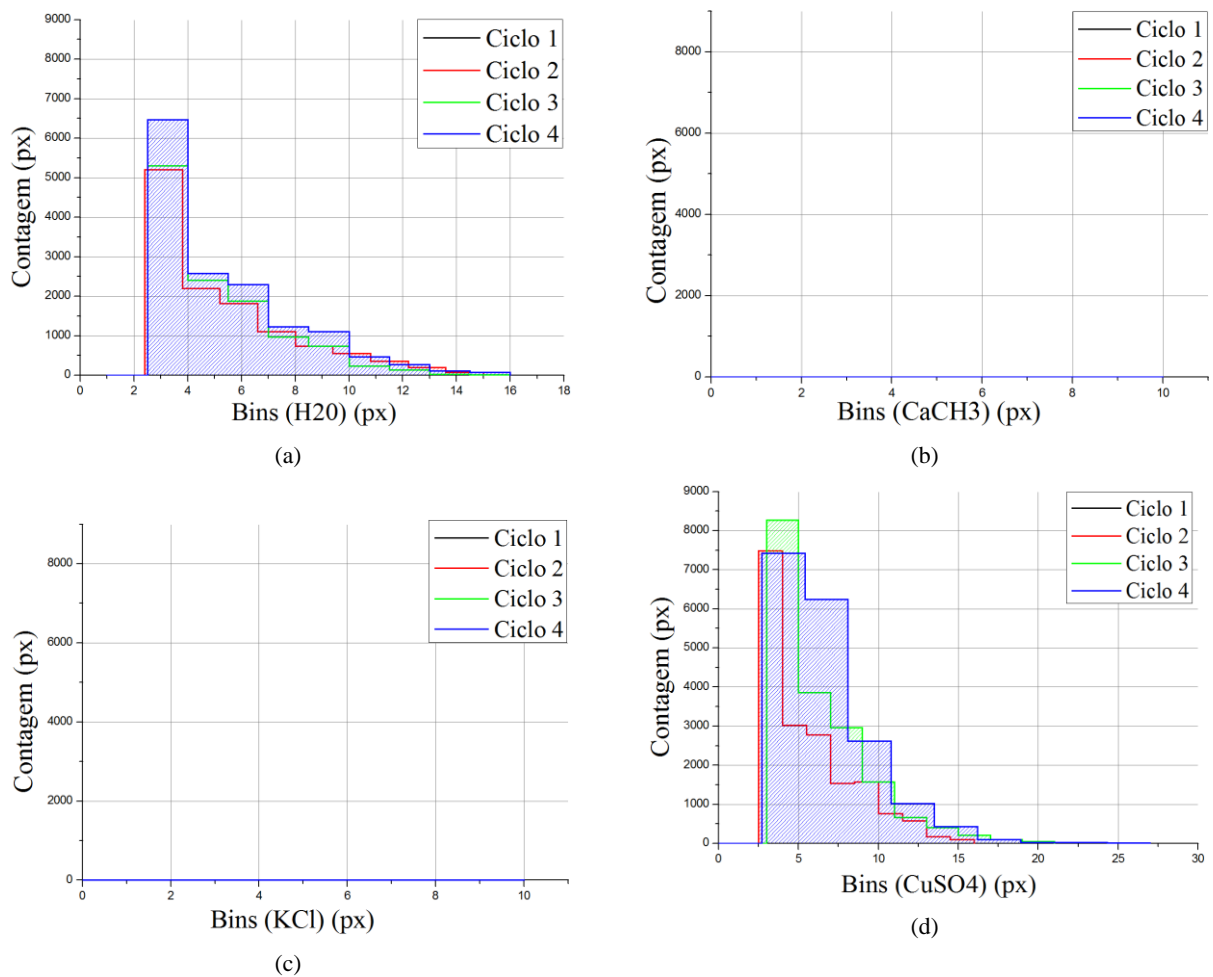 9000
8000
7000
6000
5000
4000
3000
2000
1000
0
Contagem (px)
Ciclo 1
Ciclo 2
Ciclo 3
Ciclo 4
0 2 4 6 8 10 12 14 16 18
Bins (H20) (px)
(a)
8000
6000
4000
2000
0
Contagem (px)
Ciclo 1
Ciclo 2
Ciclo 3
Ciclo 4
0 2 4 6 8 10
Bins (CaCH3) (px)
(b)
8000
6000
4000
2000
0
Contagem (px)
Ciclo 1
Ciclo 2
Ciclo 3
Ciclo 4
0 2 4 6 8 10
Bins (KCl) (px)
(c)
9000
8000
7000
6000
5000
4000
3000
2000
1000
0
Contagem (px)
Ciclo 1
Ciclo 2
Ciclo 3
Ciclo 4
0 5 10 15 20 25 30
Bins (CuSO4) (px)
(d)